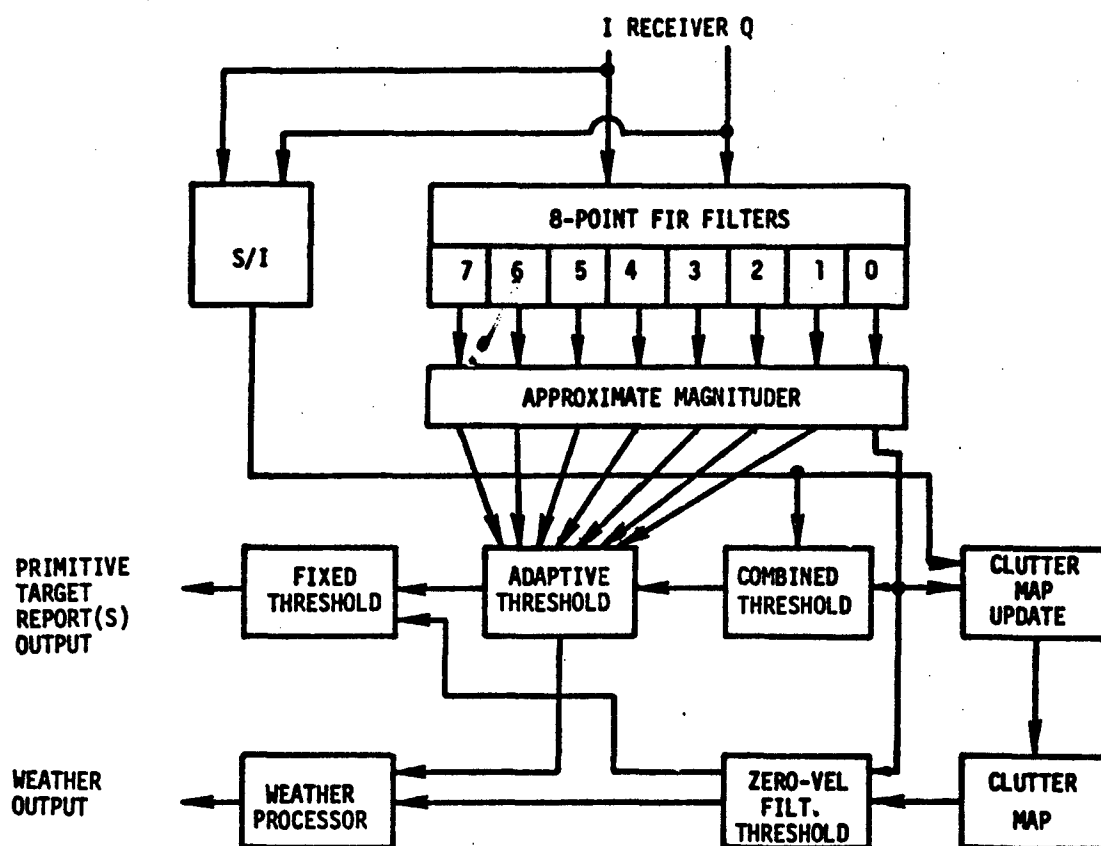 I RECEIVER Q
S/I
8-POINT FIR FILTERS
7 6 5 4 3 2 1 0
APPROXIMATE MAGNITUDER
PRIMITIVE
TARGET
REPORT(S)
OUTPUT
FIXED
THRESHOLD
ADAPTIVE
THRESHOLD
COMBINED
THRESHOLD
CLUTTER
MAP
UPDATE
WEATHER
OUTPUT
WEATHER
PROCESSOR
ZERO-VEL
FILT.
THRESHOLD
CLUTTER
MAP